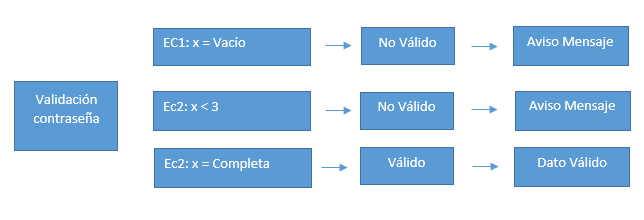 EC1: x = Vacío
No Válido
Aviso Mensaje
Validación
contraseña
Ec2: x < 3
No Válido
Aviso Mensaje
Ec2: x = Completa
Válido
Dato Válido